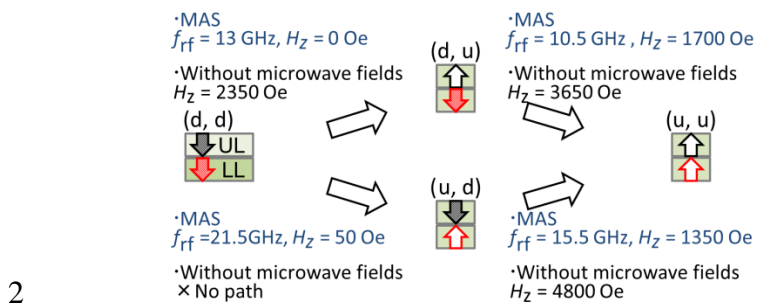 ·MAS
f_rf = 13 GHz, H_Z = 0 Oe
·Without microwave fields
H_Z = 2350 Oe
(d, d)
UL
LL
(d, u)
·MAS
f_rf = 10.5 GHz , H_Z = 1700 Oe
·Without microwave fields
H_Z = 3650 Oe
(u, u)
(u, d)
·MAS
f_rf =21.5GHz, H_Z = 50 Oe
·Without microwave fields
× No path
·MAS
f_rf = 15.5 GHz, H_Z = 1350 Oe
·Without microwave fields
H_Z = 4800 Oe
2